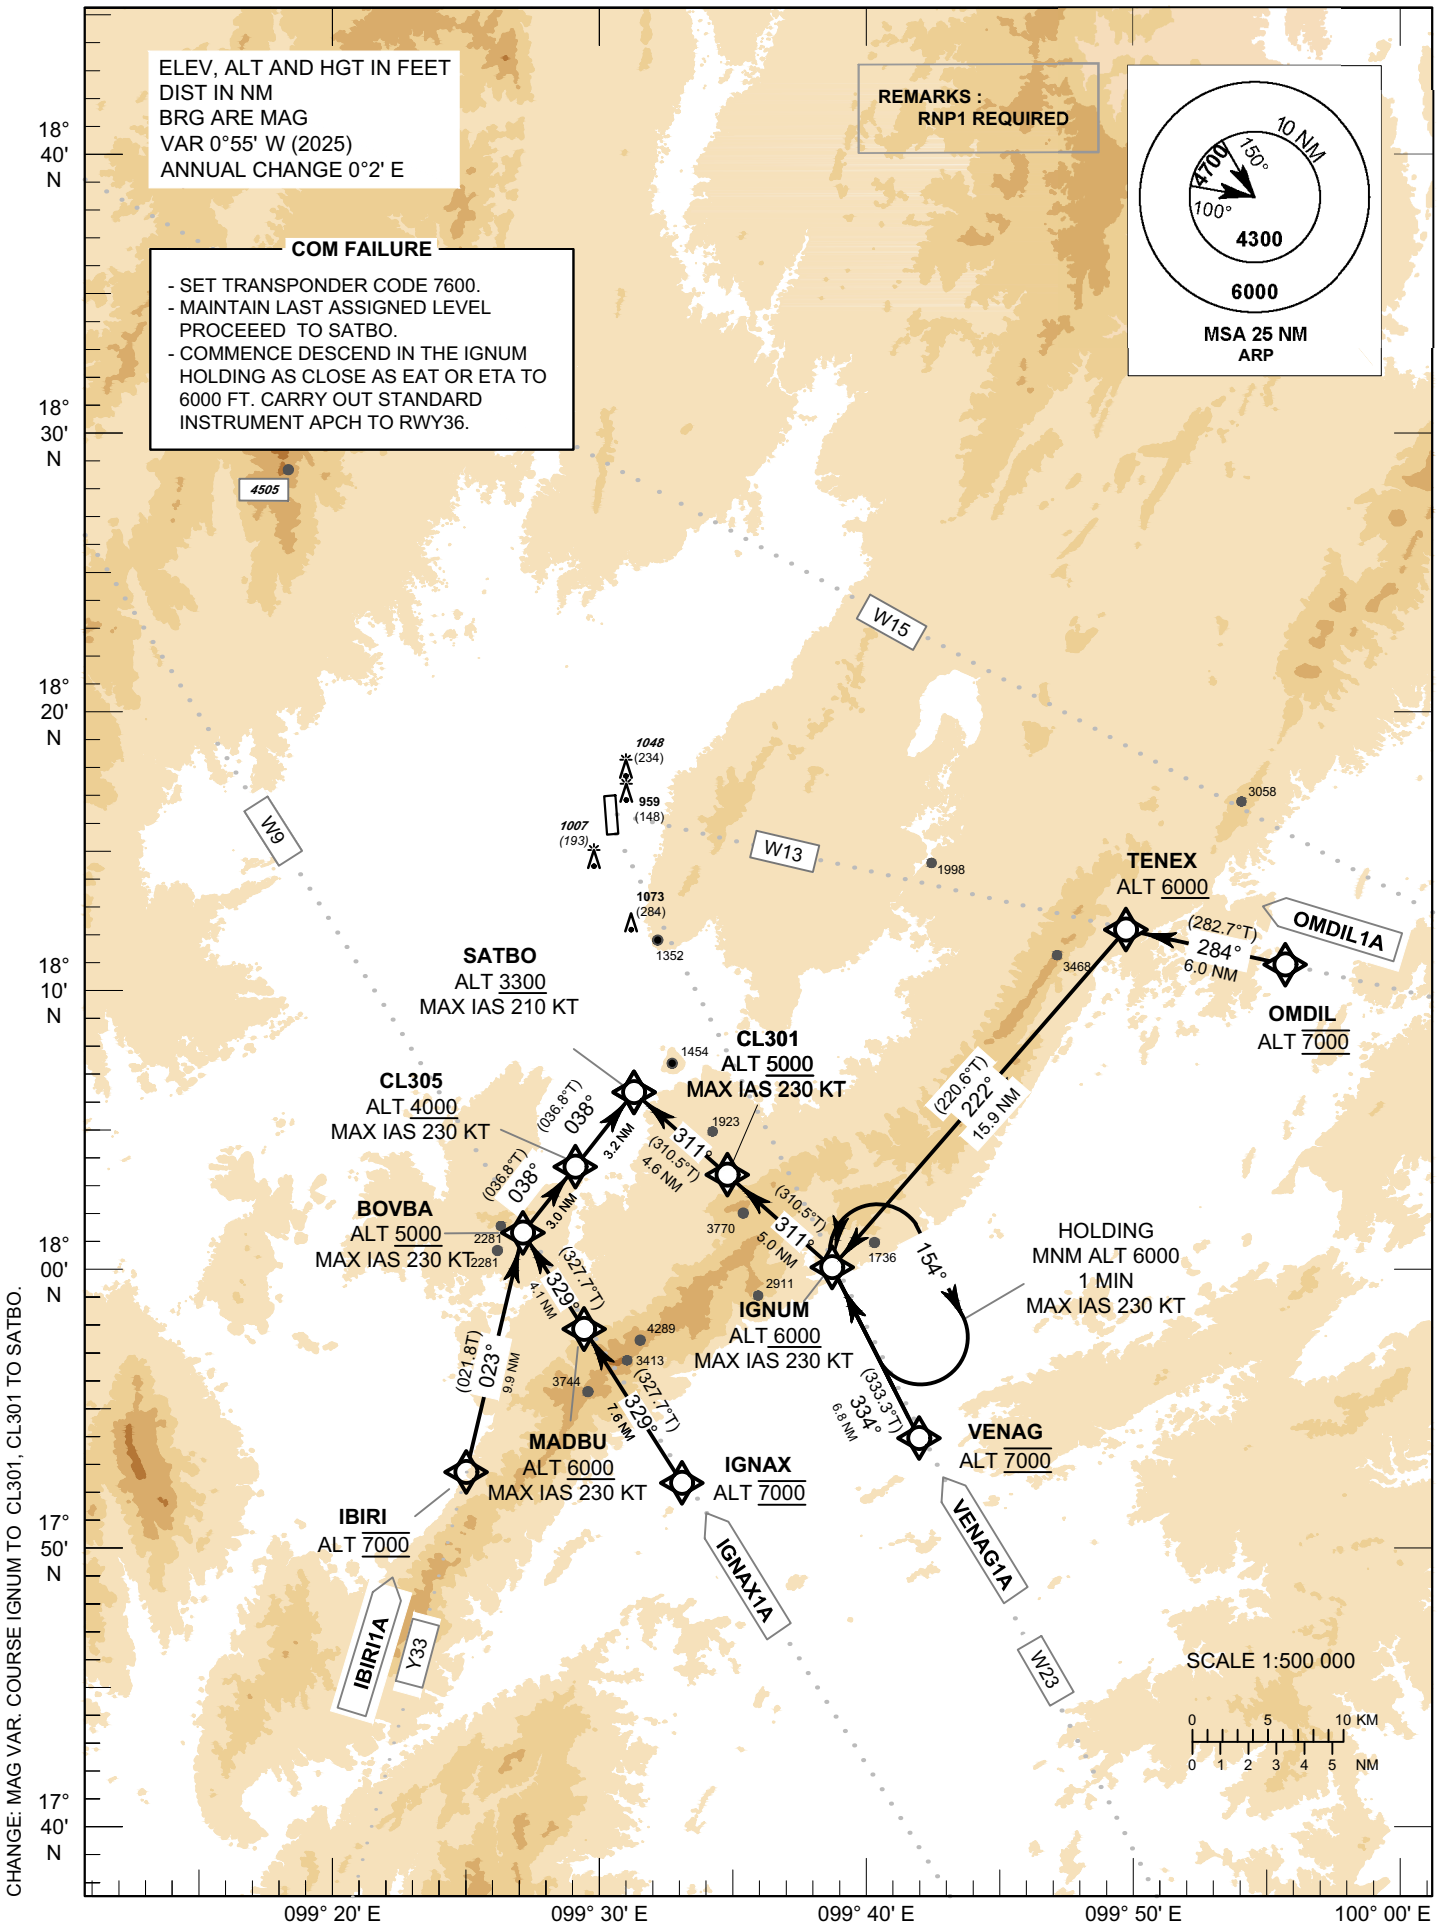 ELEV, ALT AND HGT IN FEET
DIST IN NM
BRG ARE MAG
VAR 0°55' W (2025)
ANNUAL CHANGE 0°2' E
REMARKS :
RNP1 REQUIRED
10 NM
150°
4700
100°
4300
6000
MSA 25 NM
ARP
COM FAILURE
- SET TRANSPONDER CODE 7600.
- MAINTAIN LAST ASSIGNED LEVEL
PROCEEED TO SATBO.
- COMMENCE DESCEND IN THE IGNUM
HOLDING AS CLOSE AS EAT OR ETA TO
6000 FT. CARRY OUT STANDARD
INSTRUMENT APCH TO RWY36.
18°
40'
N
18°
30'
N
18°
20'
N
18°
10'
N
18°
00'
N
17°
50'
N
17°
40'
N
4505
W15
W9
W13
1048
(234)
959
(148)
1007
(193)
1073
(284)
1352
3058
1998
3468
TENEX
ALT 6000
(282.7°T)
284°
6.0 NM
OMDIL1A
OMDIL
ALT 7000
SATBO
ALT 3300
MAX IAS 210 KT
1454
CL301
ALT 5000
MAX IAS 230 KT
CL305
ALT 4000
MAX IAS 230 KT
(036.8°T)
038°
3.2 NM
1923
311°
(310.5°T)
4.6 NM
(220.6°T)
222°
15.9 NM
(036.8°T)
038°
3.0 NM
BOVBA
ALT 5000
MAX IAS 230 KT
2281
2281
3770
(310.5°T)
311°
5.0 NM
1736
154°
HOLDING
MNM ALT 6000
1 MIN
MAX IAS 230 KT
(327.7°T)
329°
4.1 NM
2911
IGNUM
ALT 6000
MAX IAS 230 KT
4289
3413
3744
(021.8T)
023°
9.9 NM
(327.7°T)
329°
7.6 NM
(333.3°T)
334°
6.8 NM
MADBU
ALT 6000
MAX IAS 230 KT
IGNAX
ALT 7000
VENAG
ALT 7000
IBIRI
ALT 7000
IBIRI1A
Y33
IGNAX1A
VENAG1A
W23
SCALE 1:500 000
0 5 10 KM
0 1 2 3 4 5 NM
099° 20' E
099° 30' E
099° 40' E
099° 50' E
100° 00' E
CHANGE: MAG VAR. COURSE IGNUM TO CL301, CL301 TO SATBO.